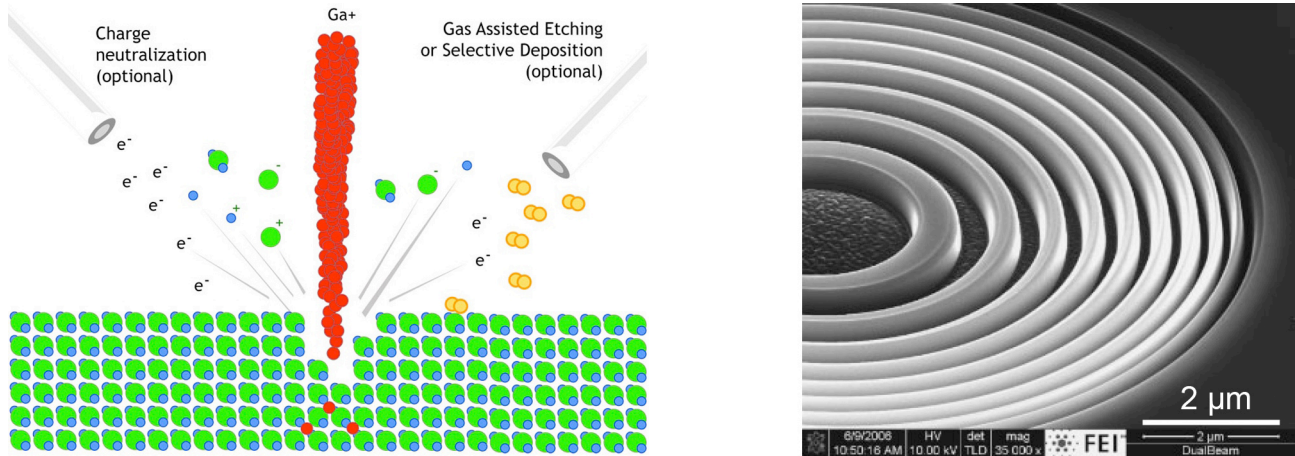 Ga+
Charge
neutralization
(optional)
Gas Assisted Etching
or Selective Deposition
(optional)
e-
e-
e-
e-
e-
e-
e-
e-
-
-
+
+
2 µm
6/9/2006
10:50:16 AM
HV
10.00 kV
det
TLD
mag
35 000 x
FEI
2 µm
DualBeam